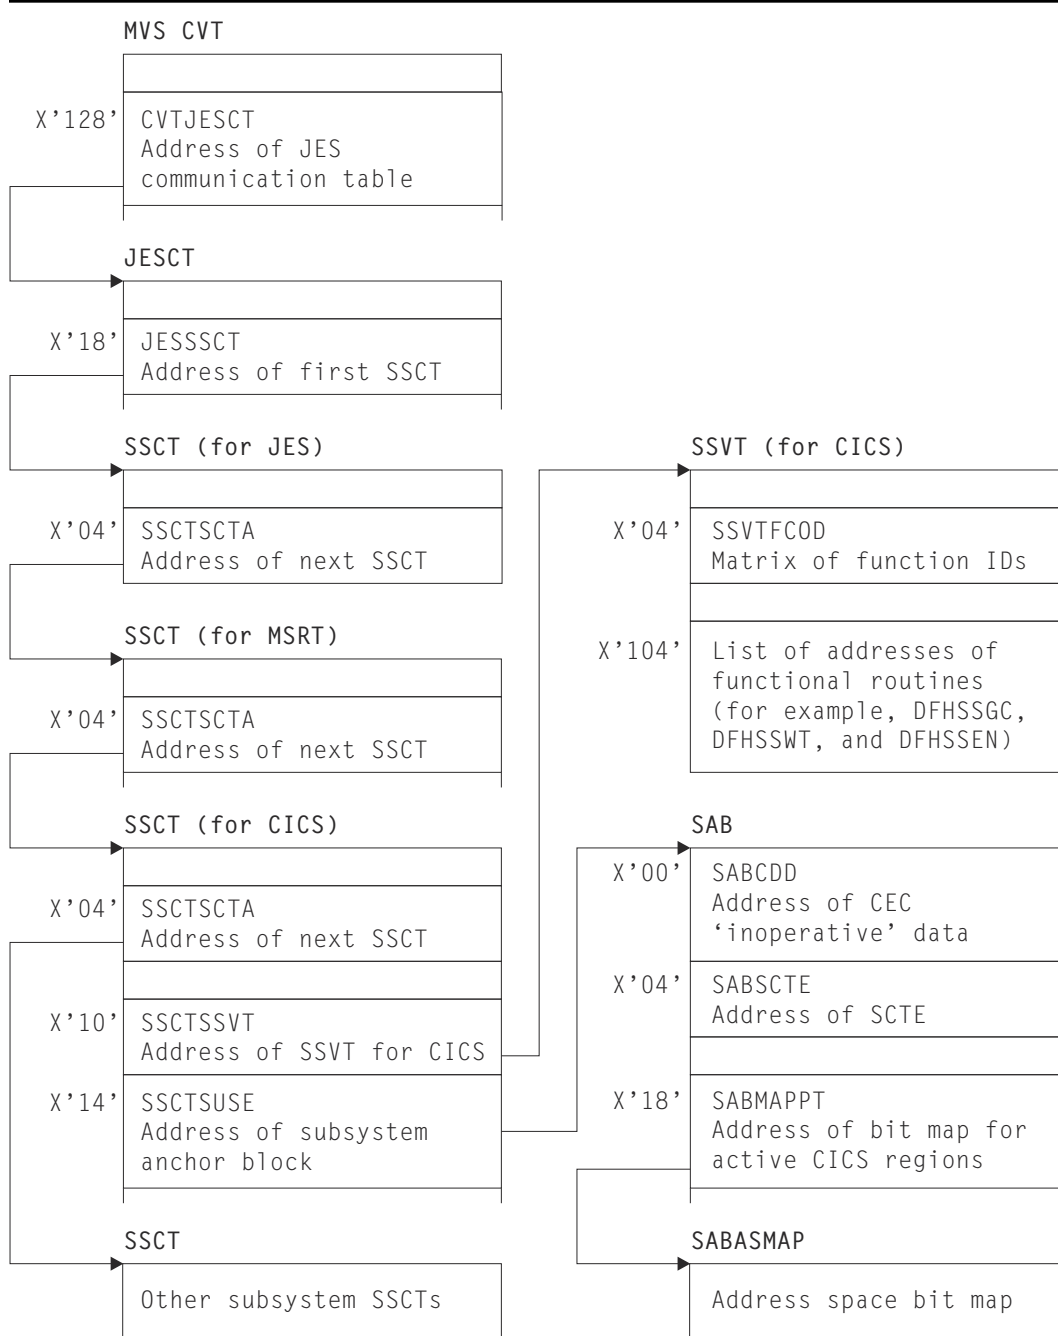 MVS CVT
X'128' CVTJESCT
Address of JES
communication table
JESCT
X'18' JESSSCT
Address of first SSCT
SSCT (for JES)
X'04' SSCTSCTA
Address of next SSCT
SSCT (for MSRT)
X'04' SSCTSCTA
Address of next SSCT
SSCT (for CICS)
X'04' SSCTSCTA
Address of next SSCT
X'10' SSCTSSVT
Address of SSVT for CICS
X'14' SSCTSUSE
Address of subsystem
anchor block
SSCT
Other subsystem SSCTs
SSVT (for CICS)
X'04' SSVTFCOD
Matrix of function IDs
X'104' List of addresses of
functional routines
(for example, DFHSSGC,
DFHSSWT, and DFHSSEN)
SAB
X'00' SABCDD
Address of CEC
‘inoperative’ data
X'04' SABSCTE
Address of SCTE
X'18' SABMAPPT
Address of bit map for
active CICS regions
SABASMAP
Address space bit map